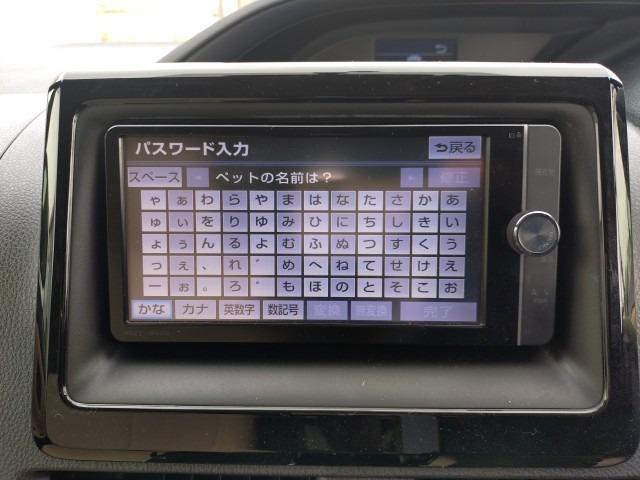 パスワード入力
戻る
スペース
ペットの名前は?
ゃ ぁ わ ら や ま は な た さ か あ
ゅ ぃ を り ゆ み ひ に ち し き い
ょ ぅ ん る よ む ふ ぬ つ す く う
っ ぇ 、 れ ゛ め へ ね て せ け え
ー ぉ 。 ろ ゜ も ほ の と そ こ お
かな カナ 英数字 数記号 変換 無変換 完了